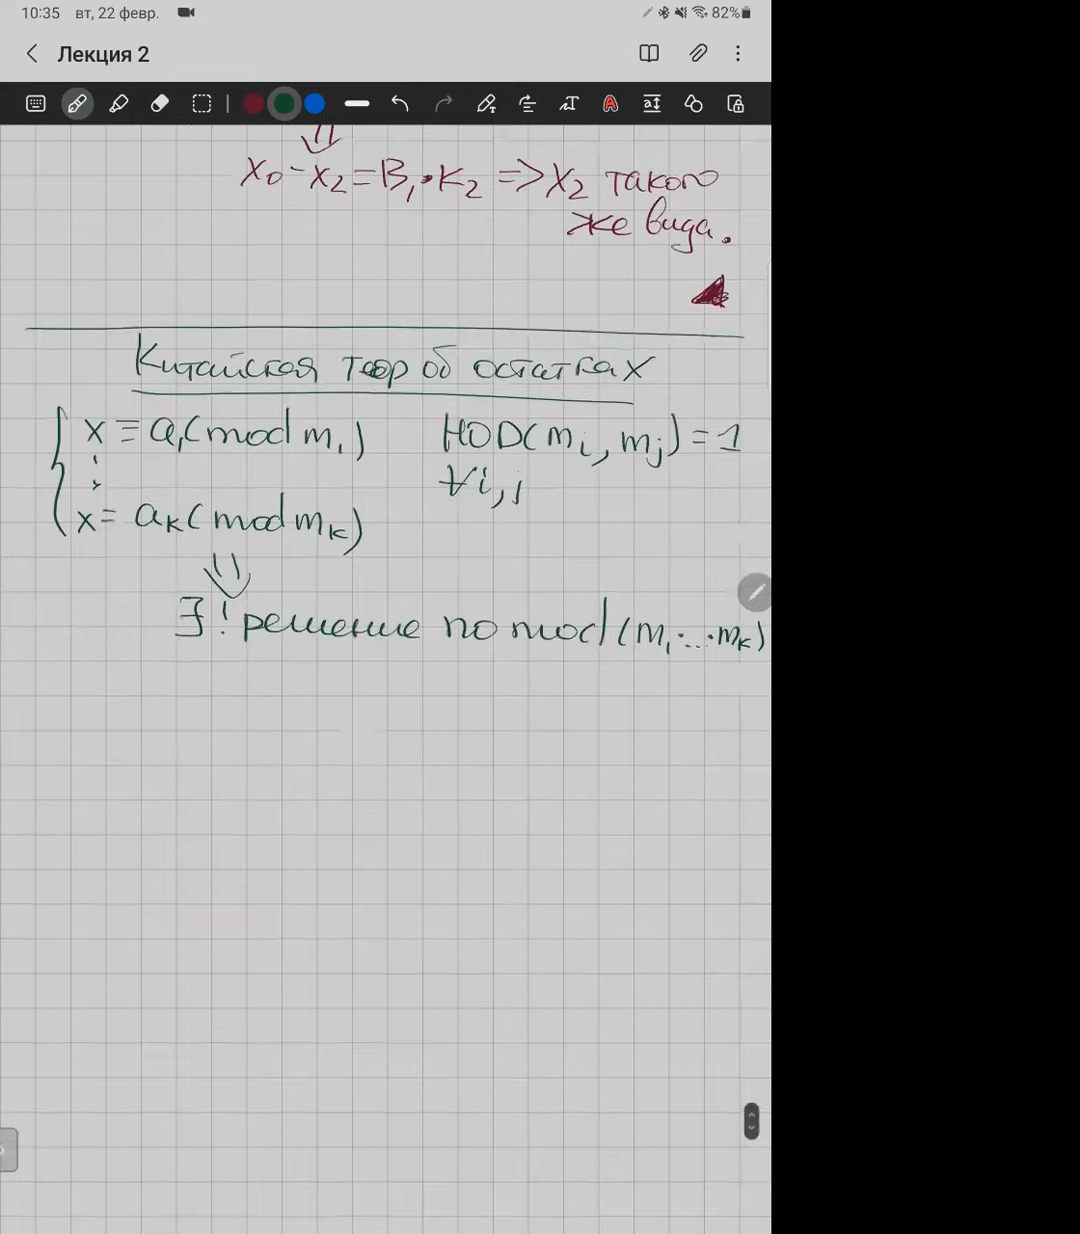 10:35 вт, 22 февр. 82%
Лекция 2
x₀-x₂=B₁·k₂ => x₂ такого
же вида.
Китайская теор об остатках
x ≡ a₁(mod m₁) НОD(mᵢ, mⱼ)=1
∀i,j
x = aₖ(mod mₖ)
∃! решение по mod(m₁·...·mₖ)